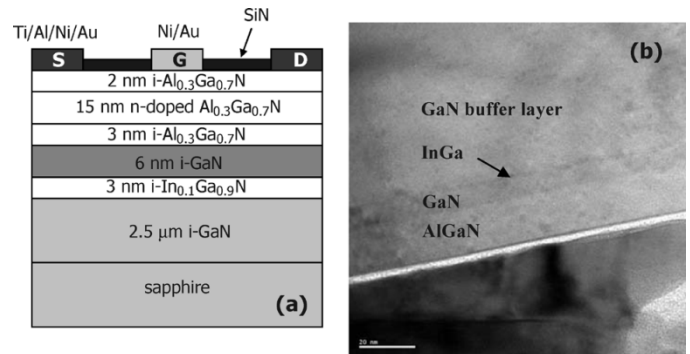 SiN
Ti/Al/Ni/Au
Ni/Au
S
G
D
2 nm i-Al₀.₃Ga₀.₇N
15 nm n-doped Al₀.₃Ga₀.₇N
3 nm i-Al₀.₃Ga₀.₇N
6 nm i-GaN
3 nm i-In₀.₁Ga₀.₉N
2.5 μm i-GaN
sapphire
(a)
(b)
GaN buffer layer
InGa
GaN
AlGaN
20 nm